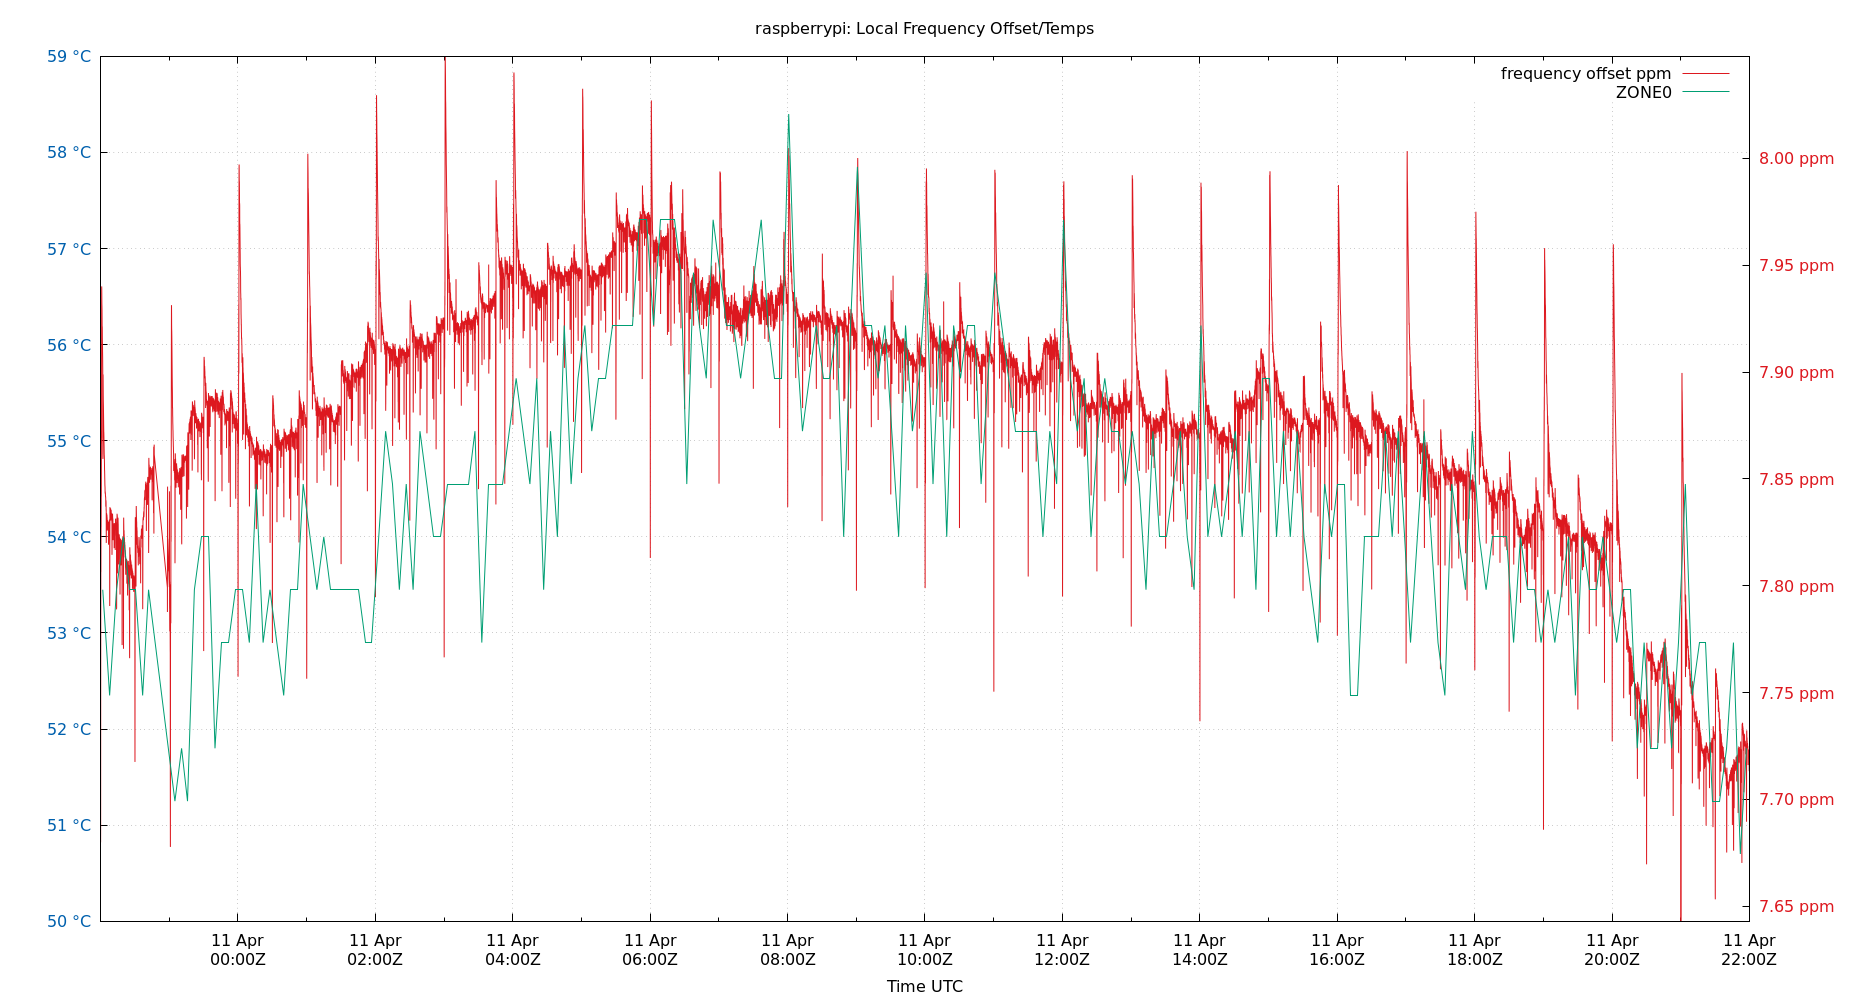 raspberrypi: Local Frequency Offset/Temps
frequency offset ppm
ZONE0
59 °C
58 °C
57 °C
56 °C
55 °C
54 °C
53 °C
52 °C
51 °C
50 °C
8.00 ppm
7.95 ppm
7.90 ppm
7.85 ppm
7.80 ppm
7.75 ppm
7.70 ppm
7.65 ppm
11 Apr 11 Apr 11 Apr 11 Apr 11 Apr 11 Apr 11 Apr 11 Apr 11 Apr 11 Apr 11 Apr 11 Apr
00:00Z 02:00Z 04:00Z 06:00Z 08:00Z 10:00Z 12:00Z 14:00Z 16:00Z 18:00Z 20:00Z 22:00Z
Time UTC